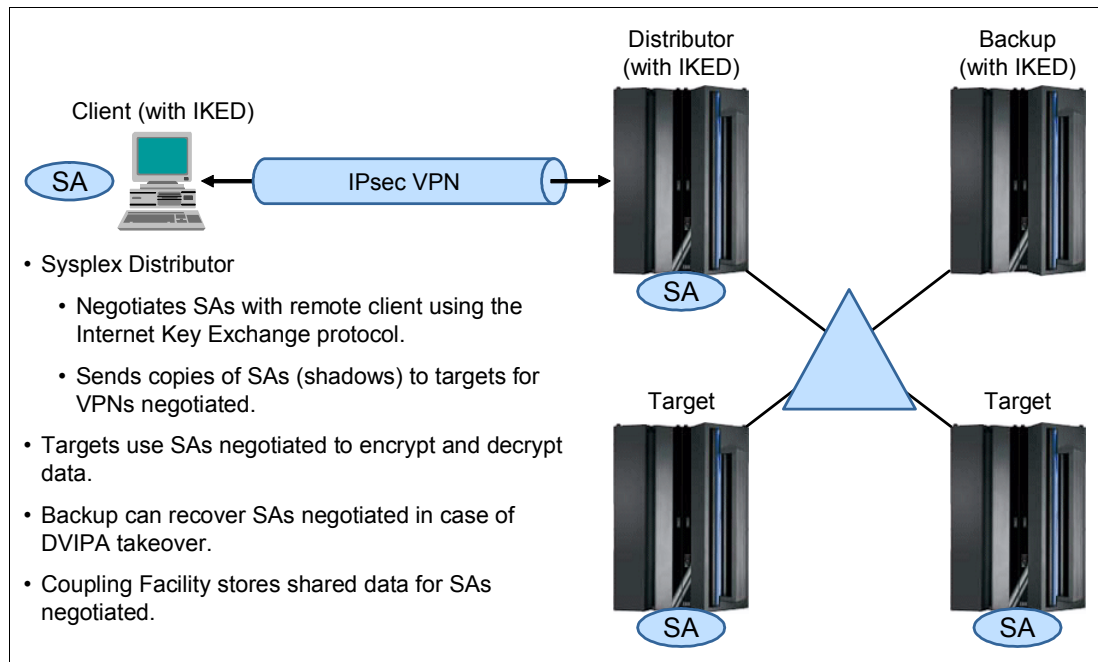 Distributor
(with IKED)
Backup
(with IKED)
Client (with IKED)
SA
IPsec VPN
SA
• Sysplex Distributor
• Negotiates SAs with remote client using the
Internet Key Exchange protocol.
• Sends copies of SAs (shadows) to targets for
VPNs negotiated.
• Targets use SAs negotiated to encrypt and decrypt
data.
• Backup can recover SAs negotiated in case of
DVIPA takeover.
• Coupling Facility stores shared data for SAs
negotiated.
Target
Target
SA
SA